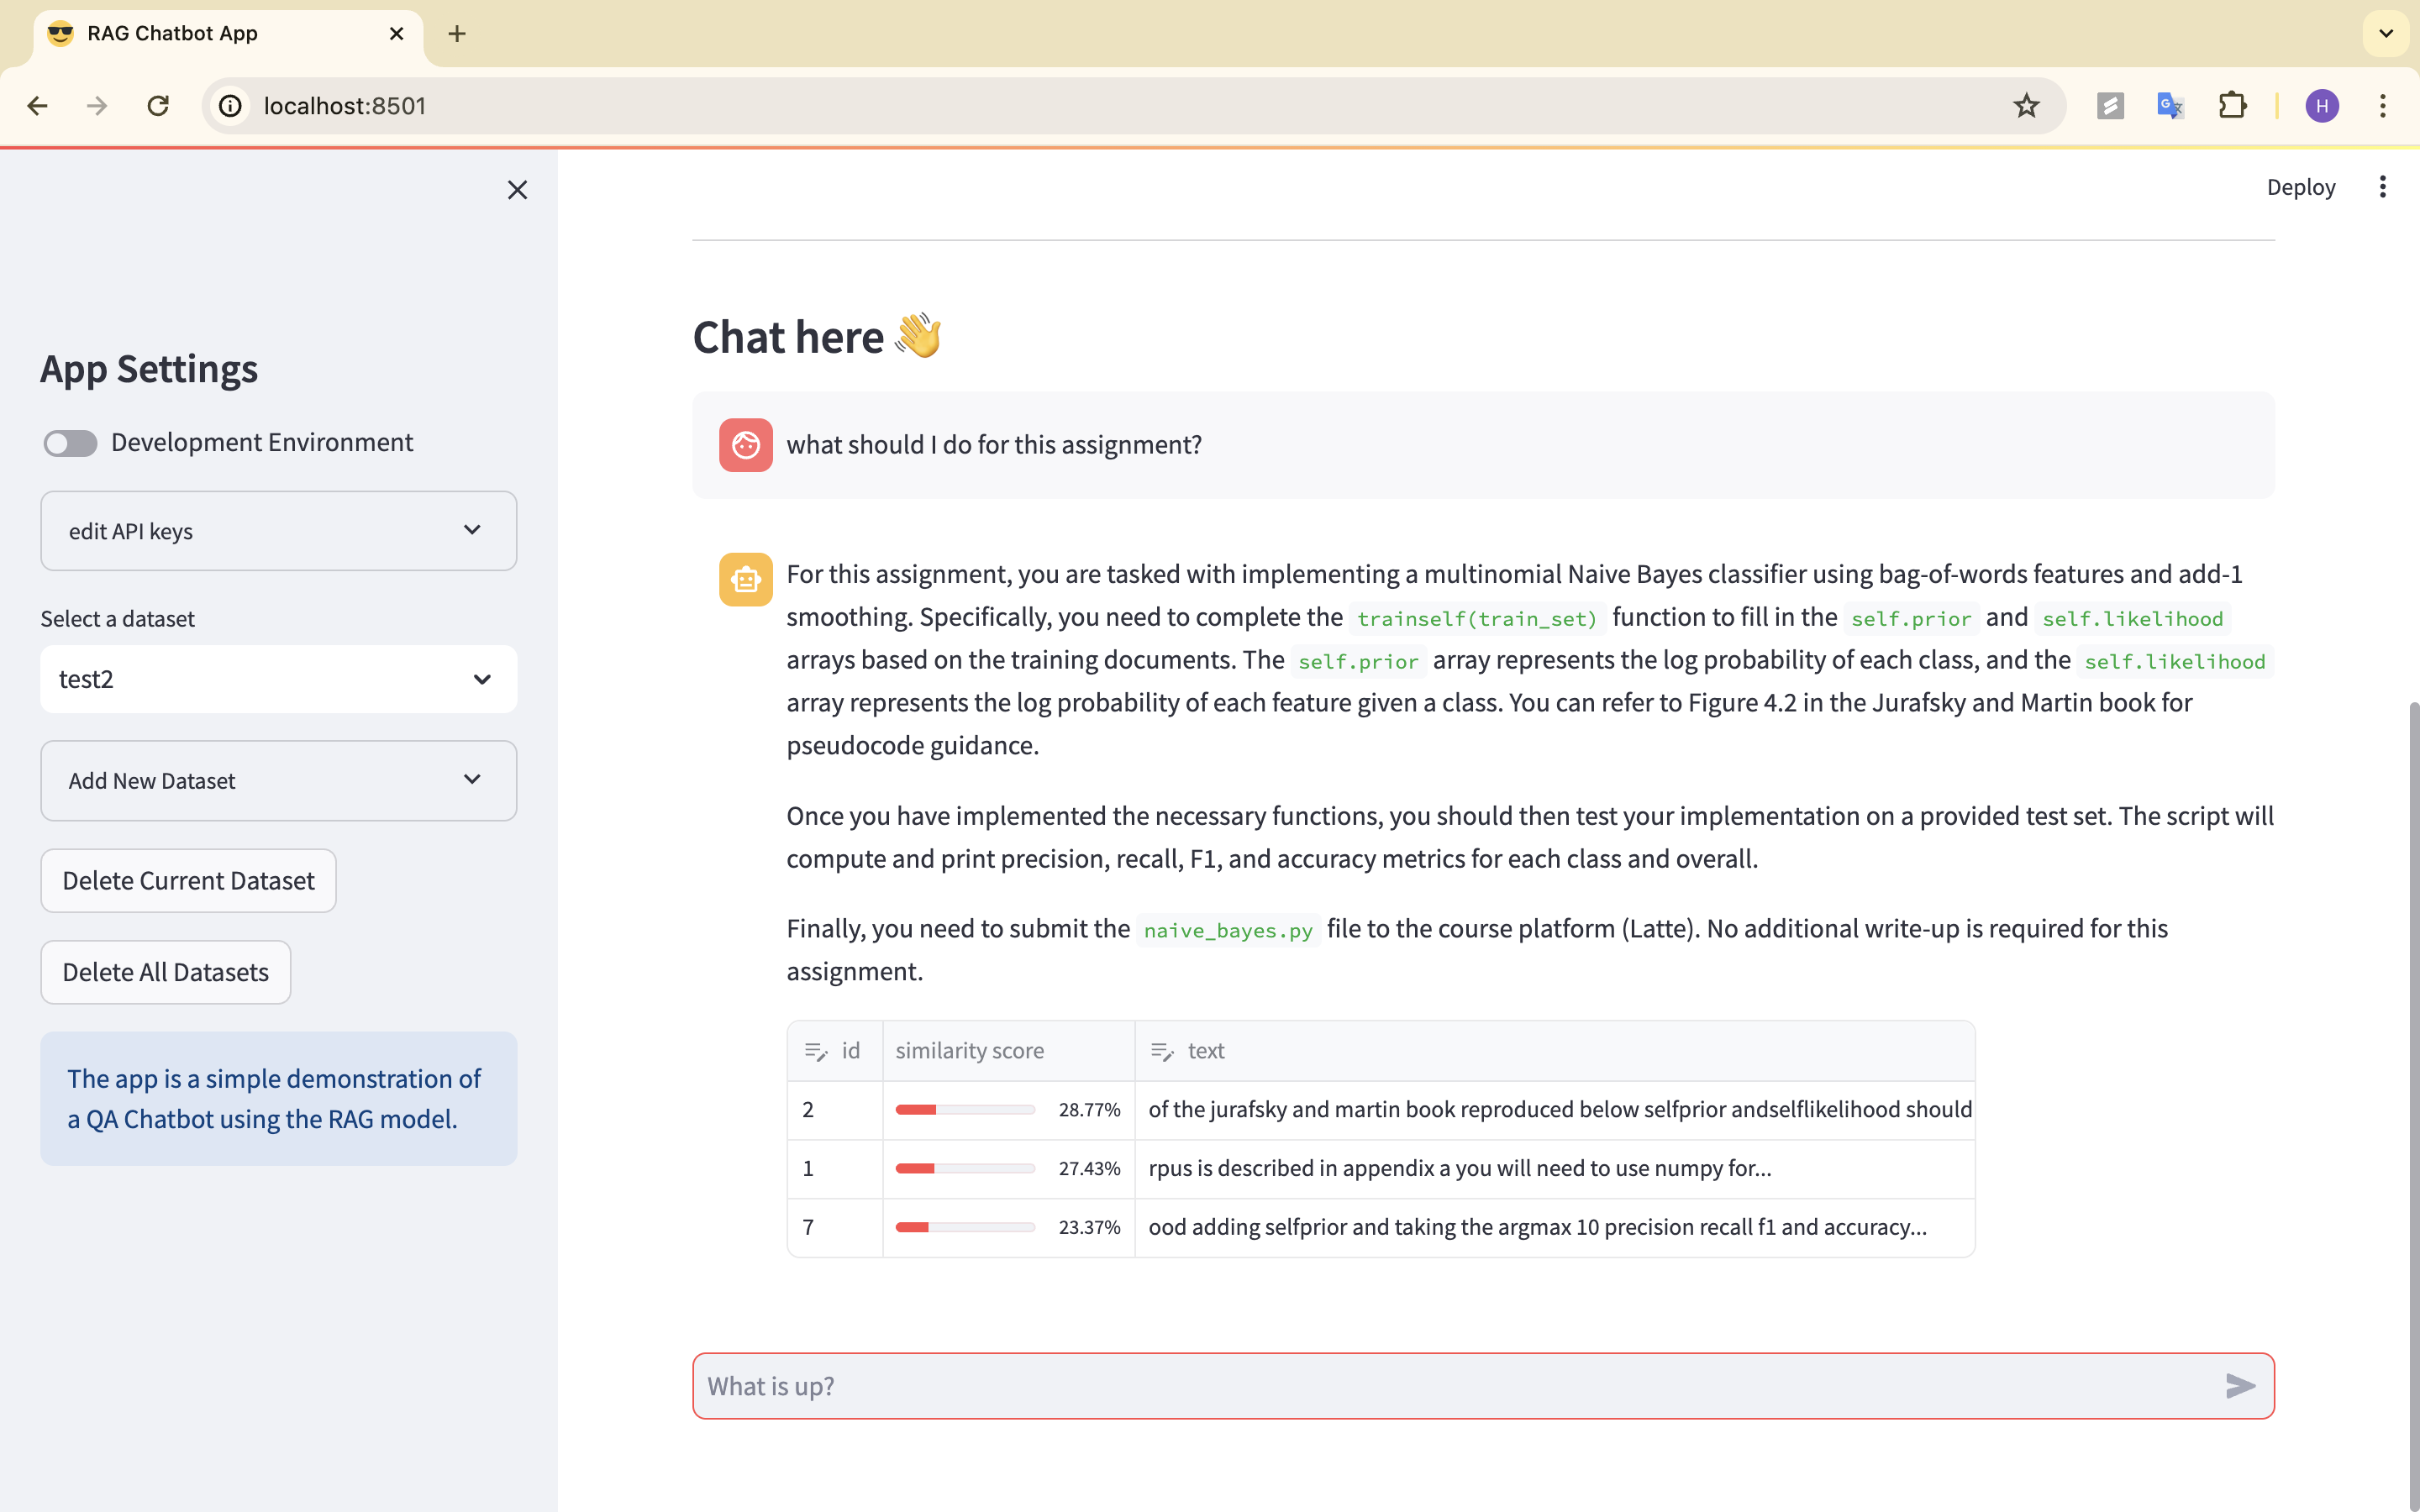 RAG Chatbot App
localhost:8501
Deploy
App Settings
Development Environment
edit API keys
Select a dataset
test2
Add New Dataset
Delete Current Dataset
Delete All Datasets
The app is a simple demonstration of
a QA Chatbot using the RAG model.
Chat here 👋
what should I do for this assignment?
For this assignment, you are tasked with implementing a multinomial Naive Bayes classifier using bag-of-words features and add-1
smoothing. Specifically, you need to complete the trainself(train_set) function to fill in the self.prior and self.likelihood
arrays based on the training documents. The self.prior array represents the log probability of each class, and the self.likelihood
array represents the log probability of each feature given a class. You can refer to Figure 4.2 in the Jurafsky and Martin book for
pseudocode guidance.
Once you have implemented the necessary functions, you should then test your implementation on a provided test set. The script will
compute and print precision, recall, F1, and accuracy metrics for each class and overall.
Finally, you need to submit the naive_bayes.py file to the course platform (Latte). No additional write-up is required for this
assignment.
id similarity score text
2 28.77% of the jurafsky and martin book reproduced below selfprior andselflikelihood should
1 27.43% rpus is described in appendix a you will need to use numpy for...
7 23.37% ood adding selfprior and taking the argmax 10 precision recall f1 and accuracy...
What is up?
H